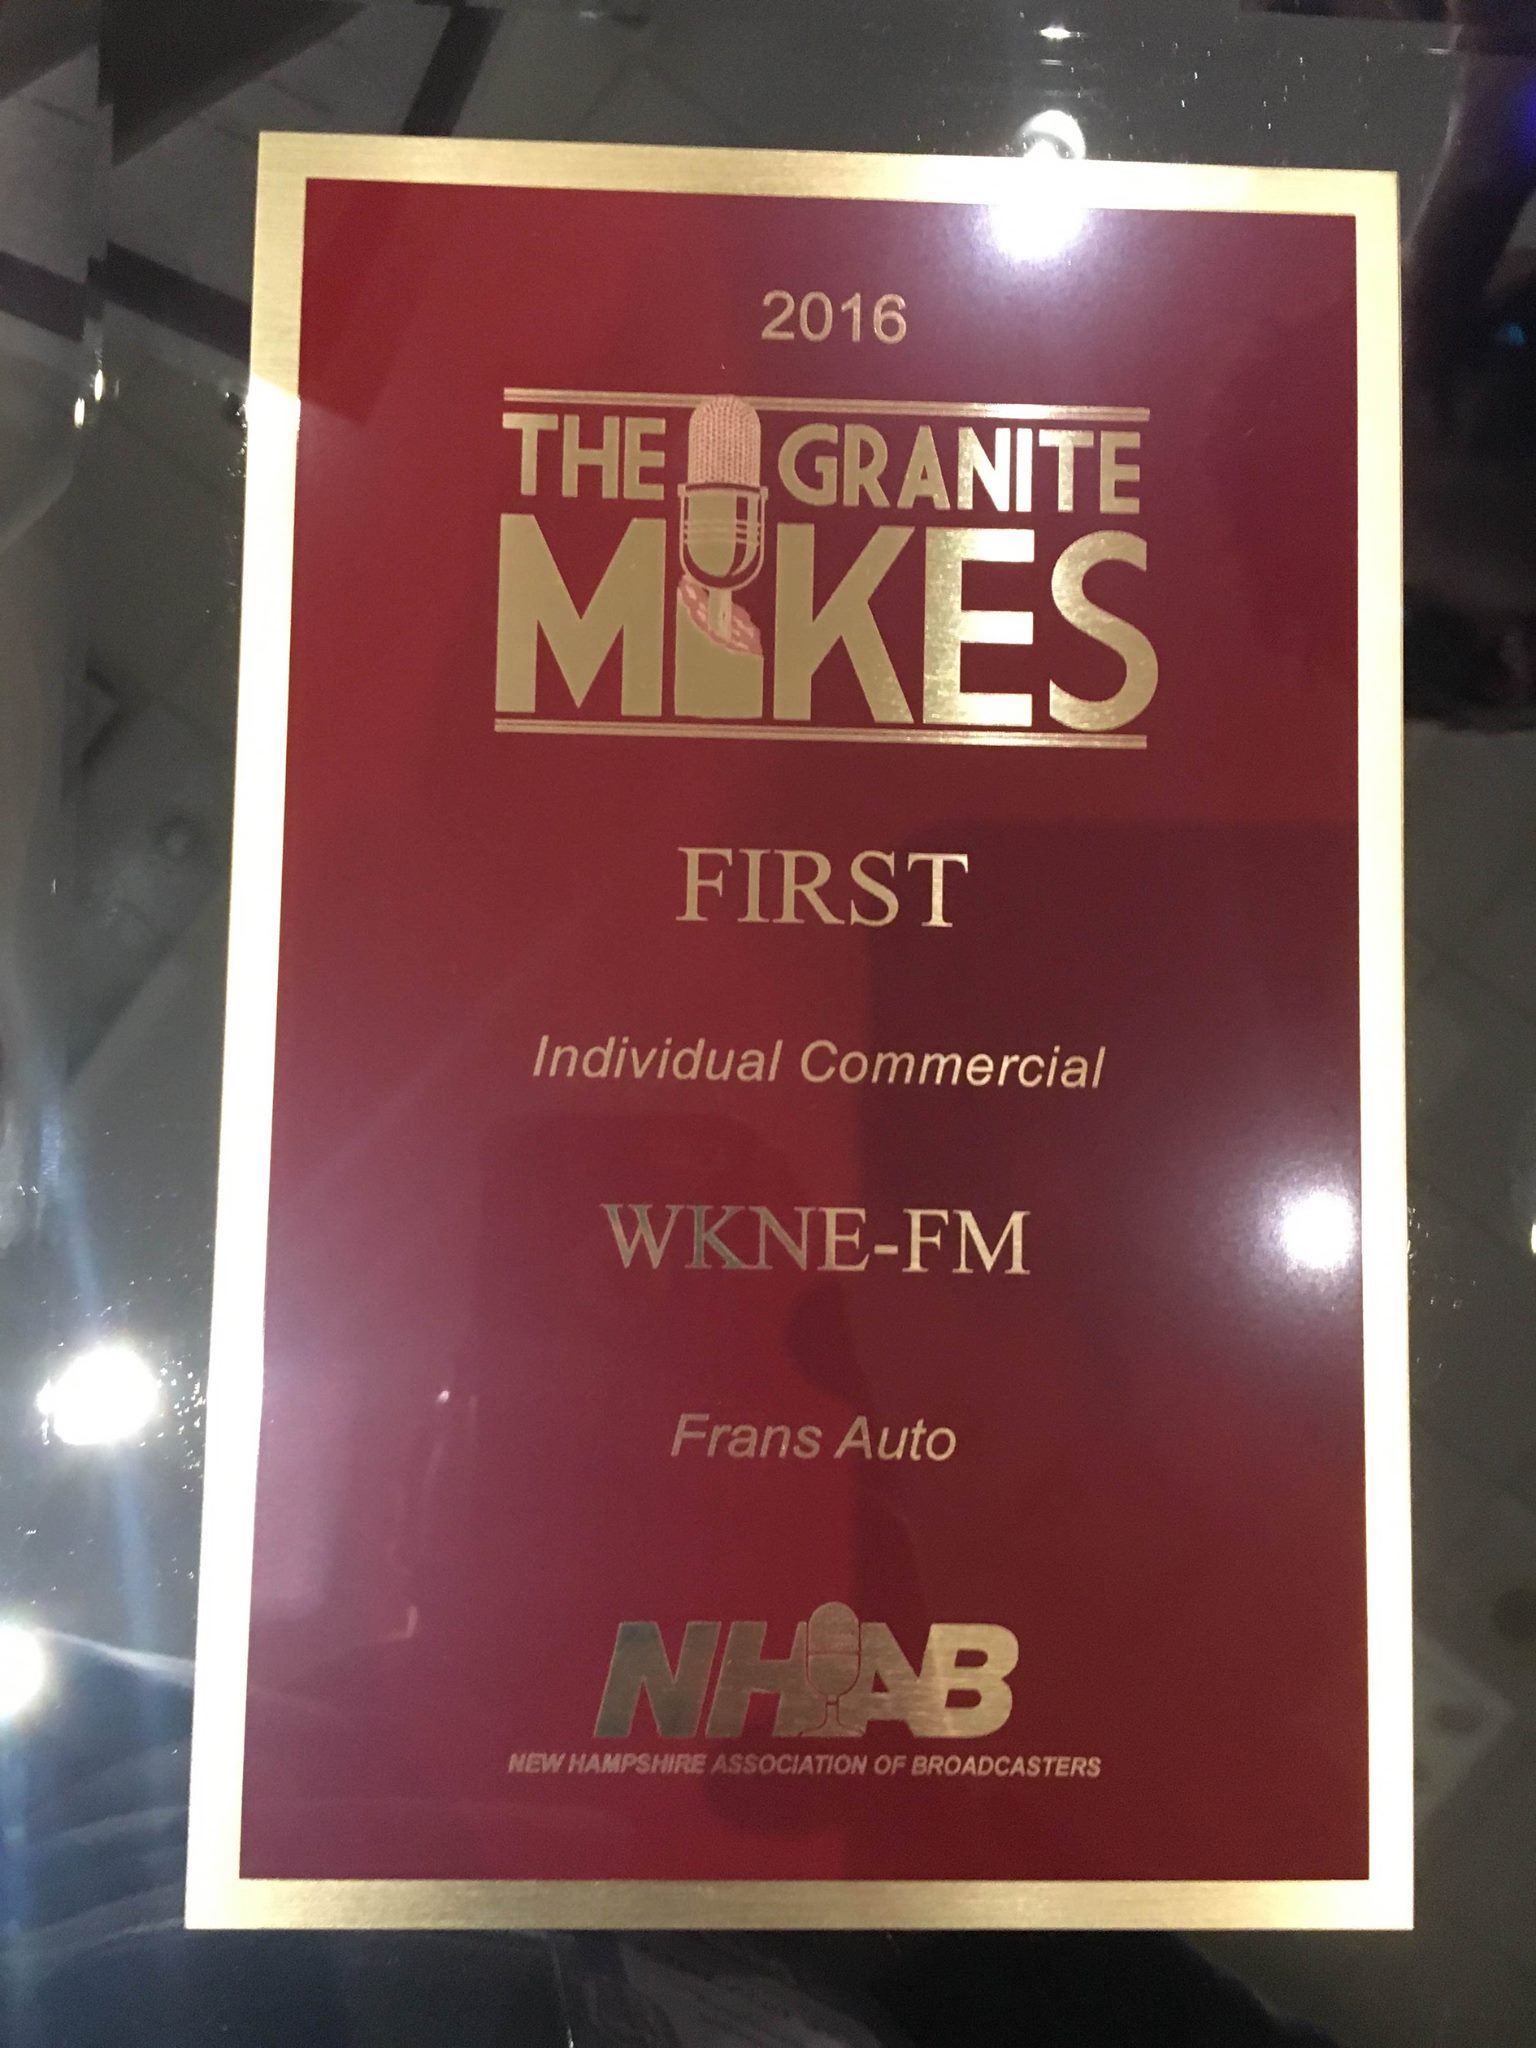 2016
THE GRANITE
MIKES
FIRST
Individual Commercial
WKNE-FM
Frans Auto
NHAB
NEW HAMPSHIRE ASSOCIATION OF BROADCASTERS